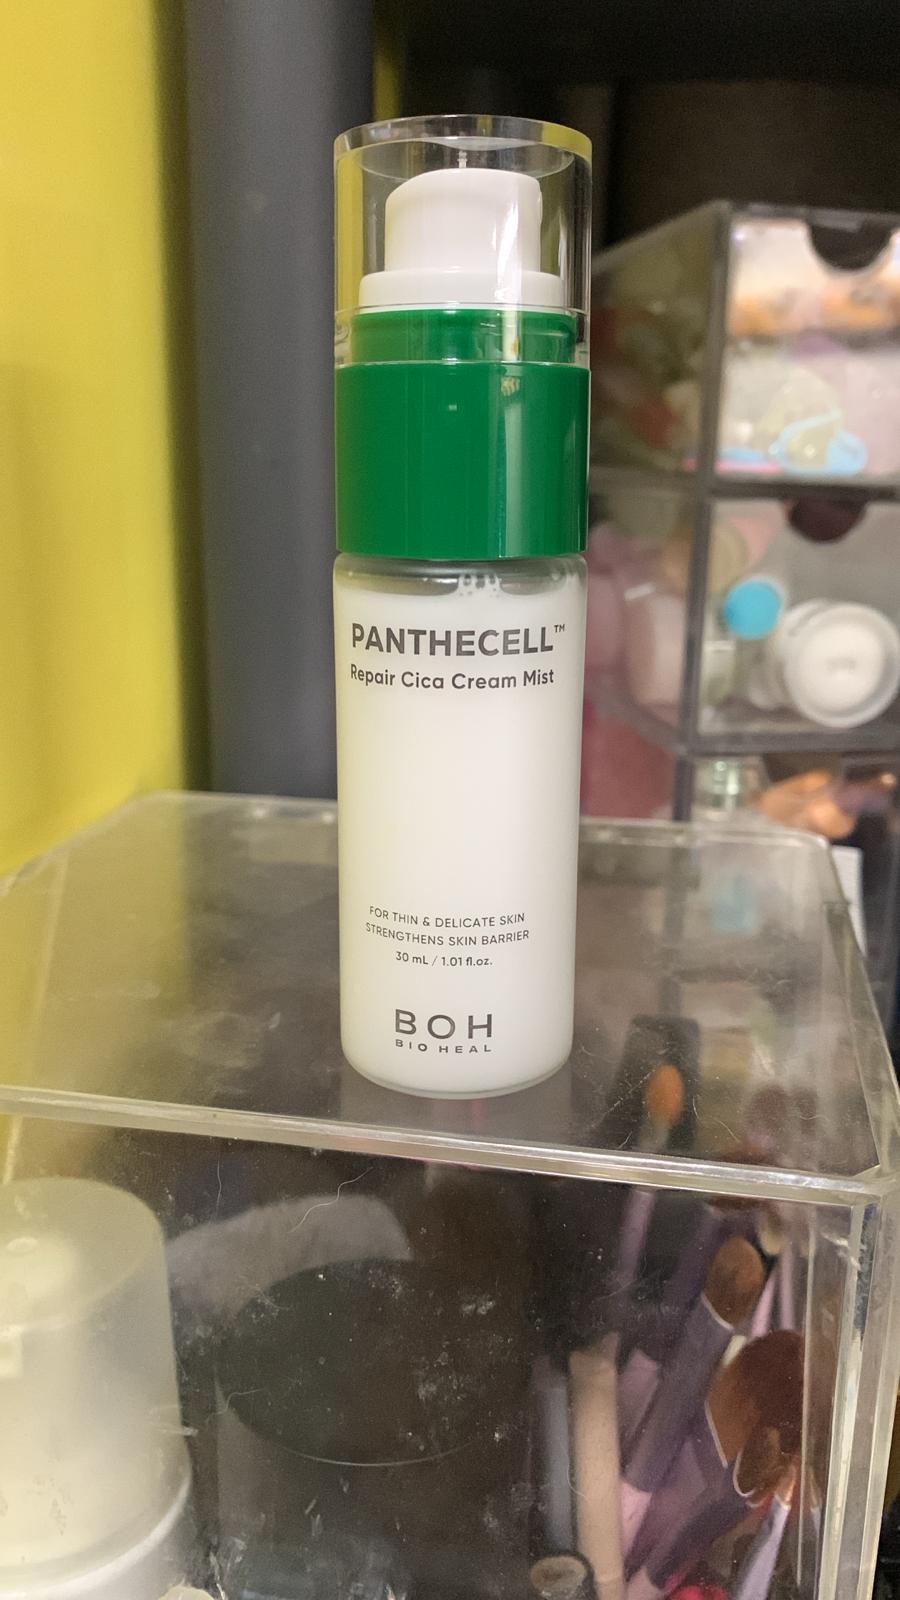 PANTHECELL™
Repair Cica Cream Mist
FOR THIN & DELICATE SKIN
STRENGTHENS SKIN BARRIER
30 mL / 1.01 fl.oz.
BOH
BIO HEAL